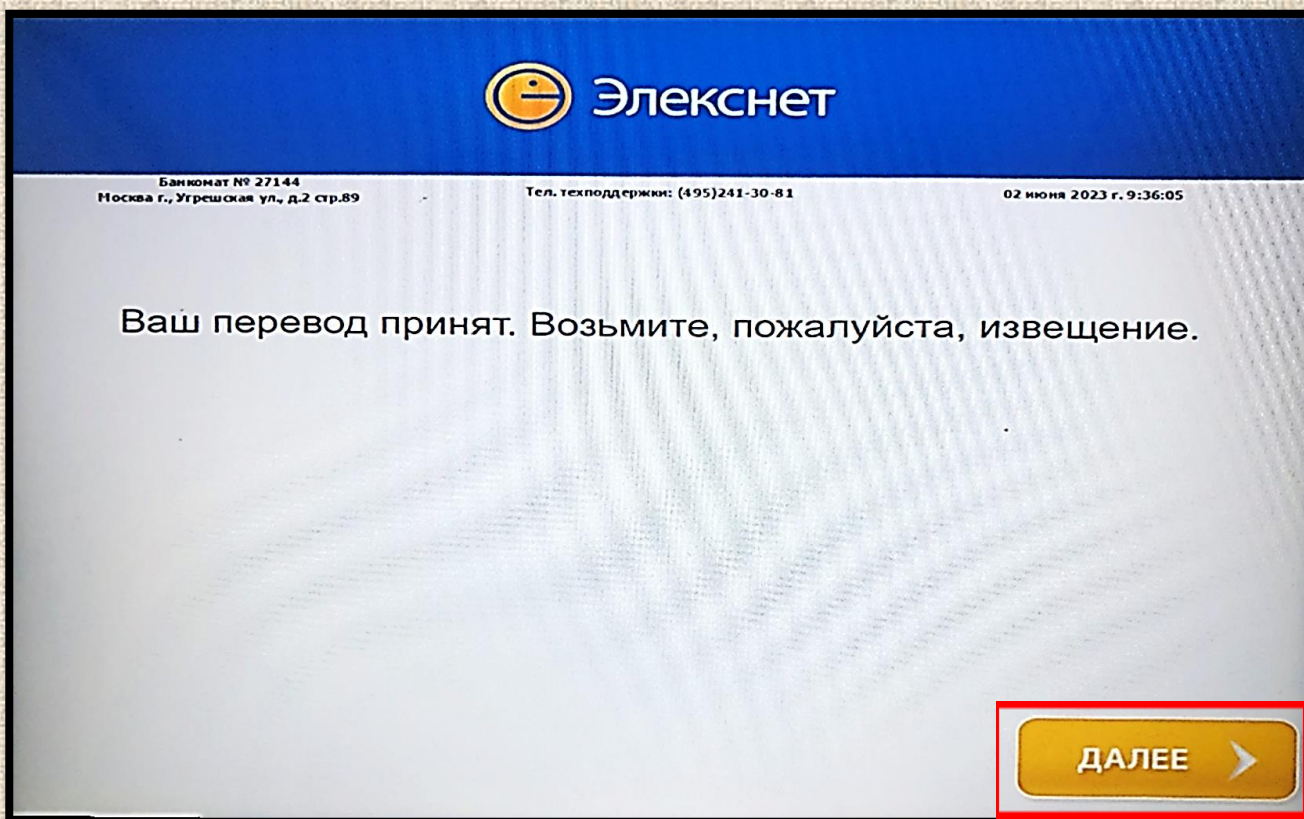 Элекснет
Банкомат № 27144
Москва г., Угрешская ул., д.2 стр.89
Тел. техподдержки: (495)241-30-81
02 июня 2023 г. 9:36:05
Ваш перевод принят. Возьмите, пожалуйста, извещение.
ДАЛЕЕ